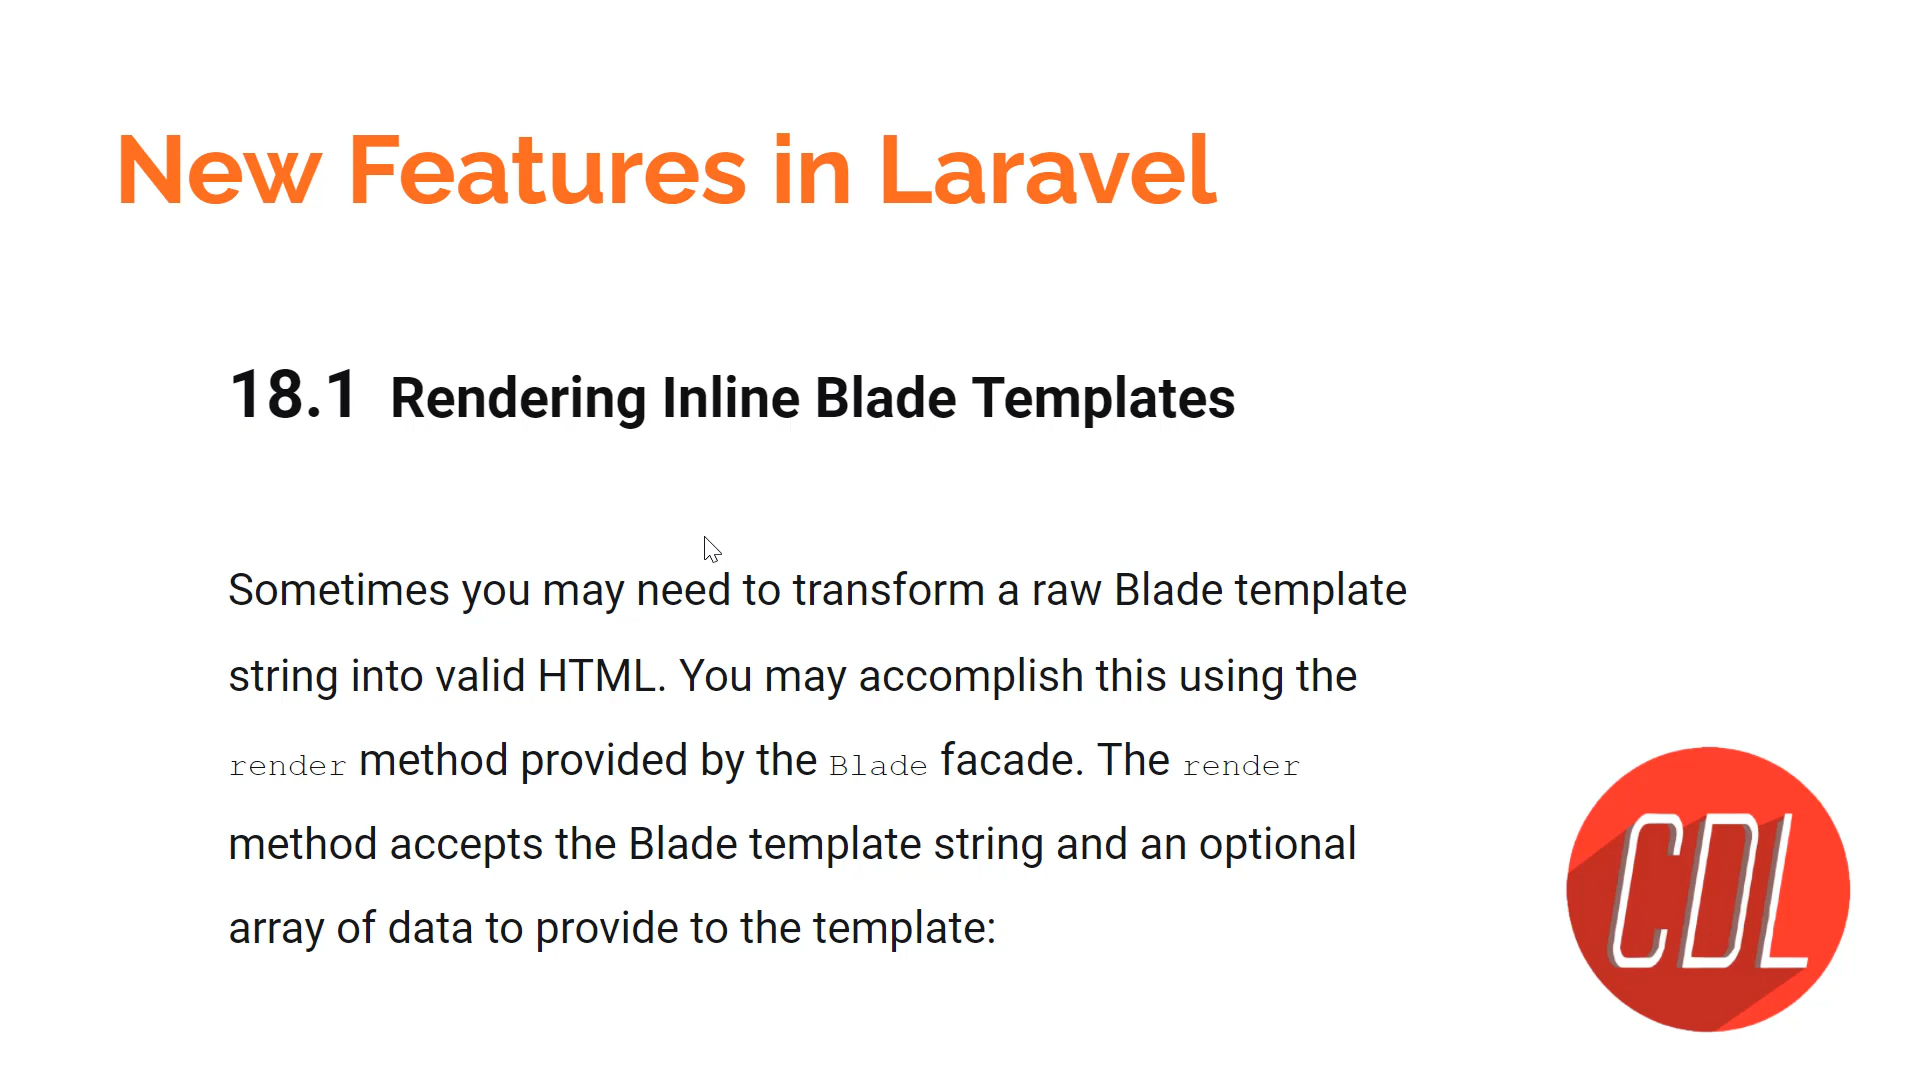 New Features in Laravel
18.1 Rendering Inline Blade Templates
Sometimes you may need to transform a raw Blade template
string into valid HTML. You may accomplish this using the
render method provided by the Blade facade. The render
method accepts the Blade template string and an optional
array of data to provide to the template:
CDL